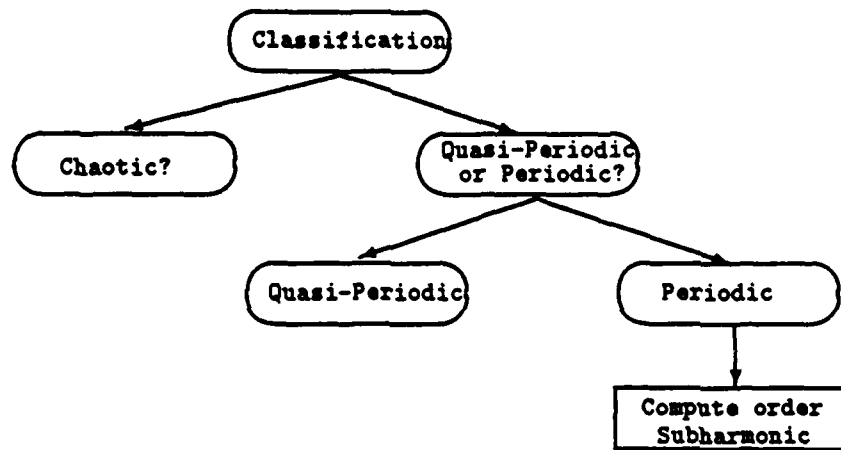 Classification
Chaotic?
Quasi-Periodic
or Periodic?
Quasi-Periodic
Periodic
Compute order
Subharmonic